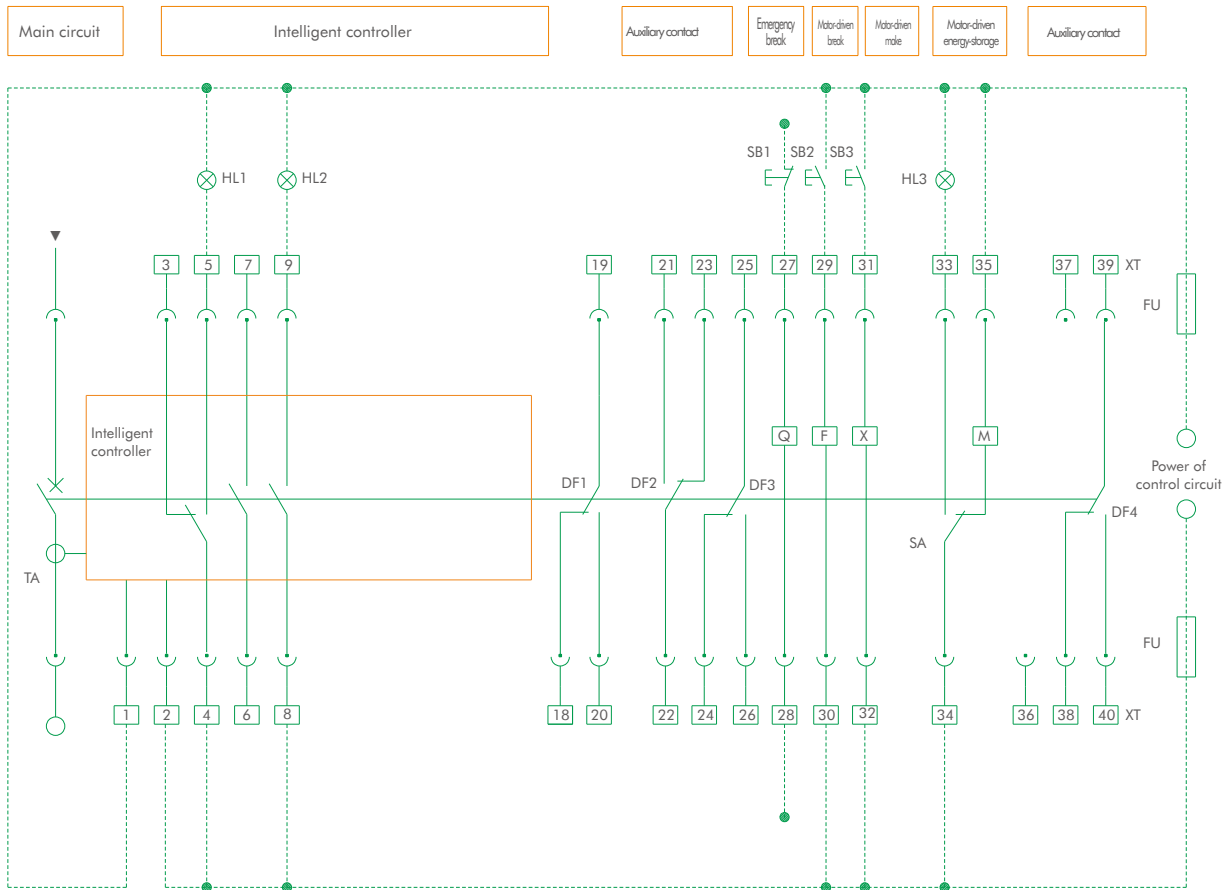 Main circuit
Intelligent controller
Auxiliary contact
Emergency
break
Motor-driven
break
Motor-driven
make
Motor-driven
energy-storage
Auxiliary contact
SB1 SB2 SB3
HL1 HL2 HL3
3 5 7 9 19 21 23 25 27 29 31 33 35 37 39 XT
FU
Intelligent
controller
Q F X M
Power of
control circuit
DF1 DF2 DF3
DF4
SA
TA
FU
1 2 4 6 8 18 20 22 24 26 28 30 32 34 36 38 40 XT